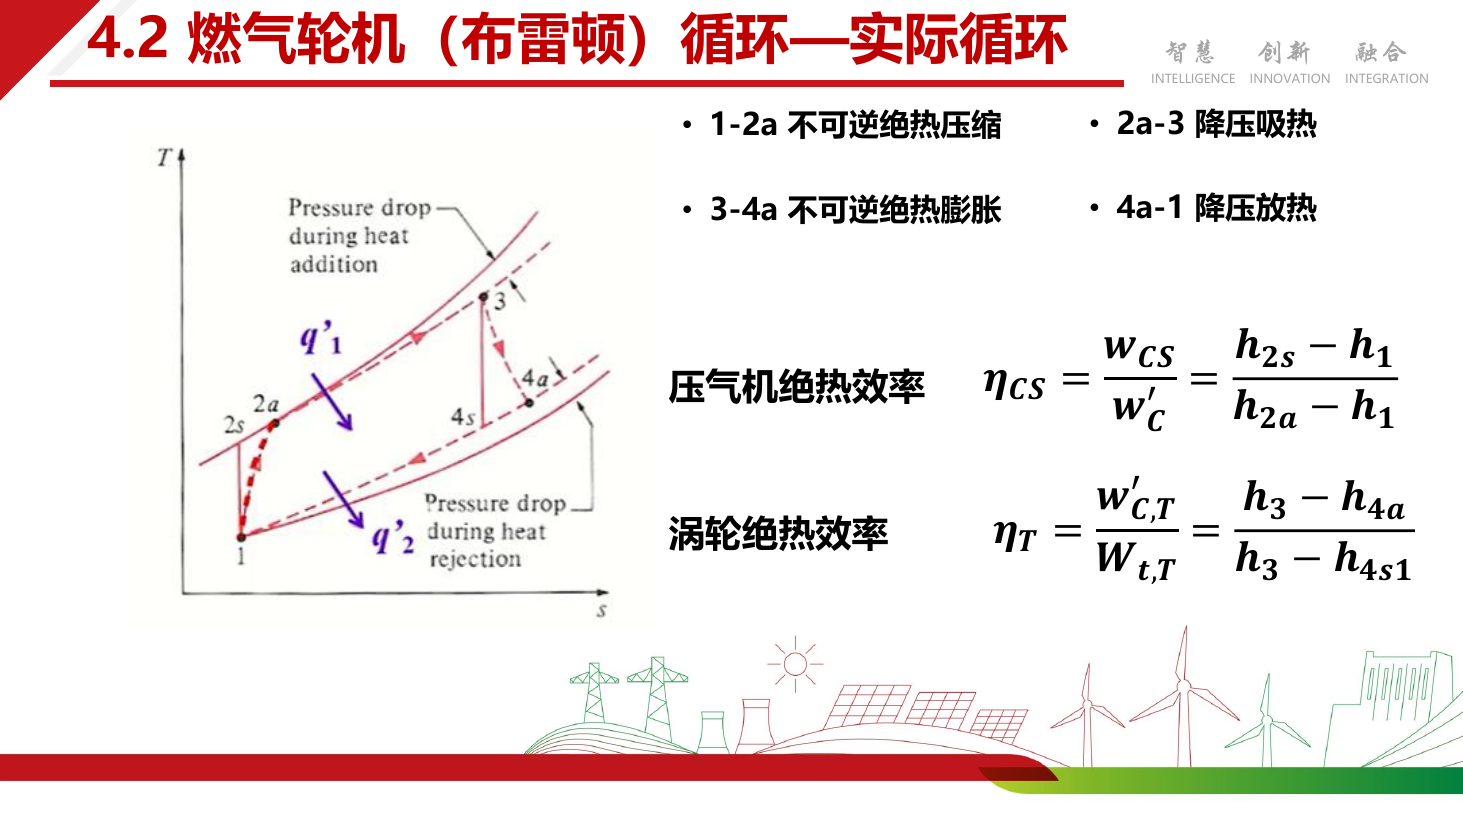 4.2 燃气轮机（布雷顿）循环—实际循环
智慧 创新 融合
INTELLIGENCE INNOVATION INTEGRATION
• 1-2a 不可逆绝热压缩
• 2a-3 降压吸热
• 3-4a 不可逆绝热膨胀
• 4a-1 降压放热
T
Pressure drop
during heat
addition
q’1
3
2a
2s
4a
4s
Pressure drop
during heat
rejection
q’2
1
s
压气机绝热效率 η_CS = w_CS / w′_C = (h_2s − h_1) / (h_2a − h_1)
涡轮绝热效率 η_T = w′_C,T / W_t,T = (h_3 − h_4a) / (h_3 − h_4s1)